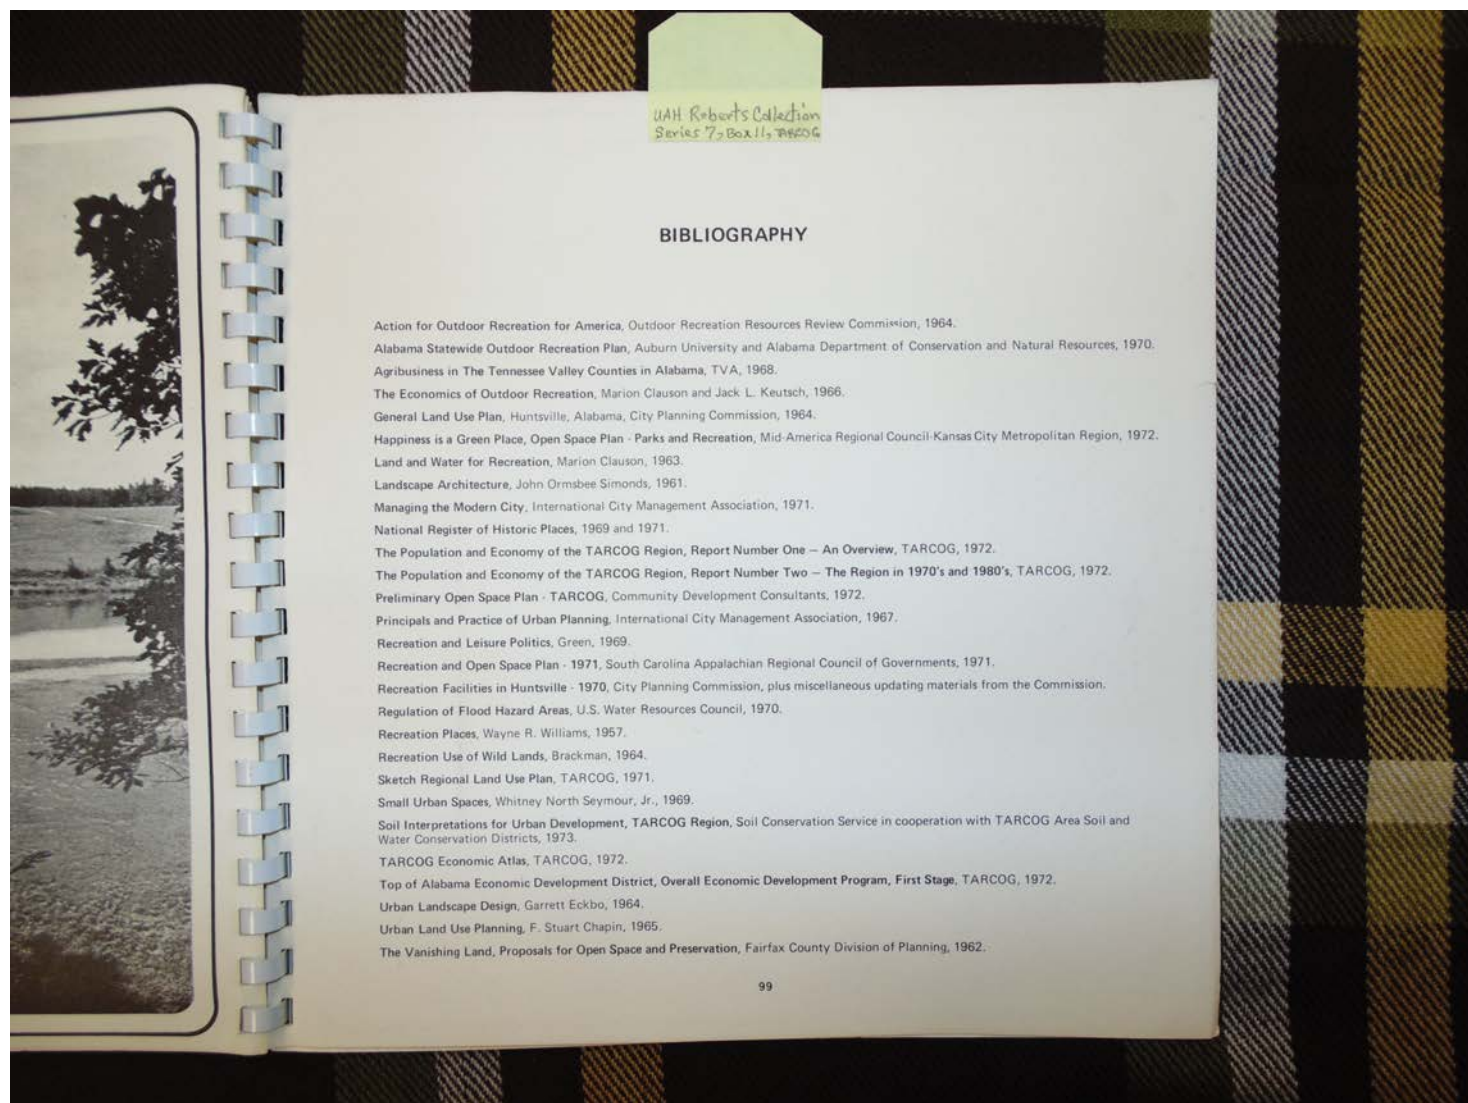 UAH Roberts Collection
Series 7, Box 11, TARCOG
BIBLIOGRAPHY
Action for Outdoor Recreation for America, Outdoor Recreation Resources Review Commission, 1964.
Alabama Statewide Outdoor Recreation Plan, Auburn University and Alabama Department of Conservation and Natural Resources, 1970.
Agribusiness in The Tennessee Valley Counties in Alabama, TVA, 1968.
The Economics of Outdoor Recreation, Marion Clauson and Jack L. Keutsch, 1966.
General Land Use Plan, Huntsville, Alabama, City Planning Commission, 1964.
Happiness is a Green Place, Open Space Plan - Parks and Recreation, Mid-America Regional Council-Kansas City Metropolitan Region, 1972.
Land and Water for Recreation, Marion Clauson, 1963.
Landscape Architecture, John Ormsbee Simonds, 1961.
Managing the Modern City, International City Management Association, 1971.
National Register of Historic Places, 1969 and 1971.
The Population and Economy of the TARCOG Region, Report Number One — An Overview, TARCOG, 1972.
The Population and Economy of the TARCOG Region, Report Number Two — The Region in 1970's and 1980's, TARCOG, 1972.
Preliminary Open Space Plan - TARCOG, Community Development Consultants, 1972.
Principals and Practice of Urban Planning, International City Management Association, 1967.
Recreation and Leisure Politics, Green, 1969.
Recreation and Open Space Plan - 1971, South Carolina Appalachian Regional Council of Governments, 1971.
Recreation Facilities in Huntsville - 1970, City Planning Commission, plus miscellaneous updating materials from the Commission.
Regulation of Flood Hazard Areas, U.S. Water Resources Council, 1970.
Recreation Places, Wayne R. Williams, 1957.
Recreation Use of Wild Lands, Brackman, 1964.
Sketch Regional Land Use Plan, TARCOG, 1971.
Small Urban Spaces, Whitney North Seymour, Jr., 1969.
Soil Interpretations for Urban Development, TARCOG Region, Soil Conservation Service in cooperation with TARCOG Area Soil and
Water Conservation Districts, 1973.
TARCOG Economic Atlas, TARCOG, 1972.
Top of Alabama Economic Development District, Overall Economic Development Program, First Stage, TARCOG, 1972.
Urban Landscape Design, Garrett Eckbo, 1964.
Urban Land Use Planning, F. Stuart Chapin, 1965.
The Vanishing Land, Proposals for Open Space and Preservation, Fairfax County Division of Planning, 1962.
99